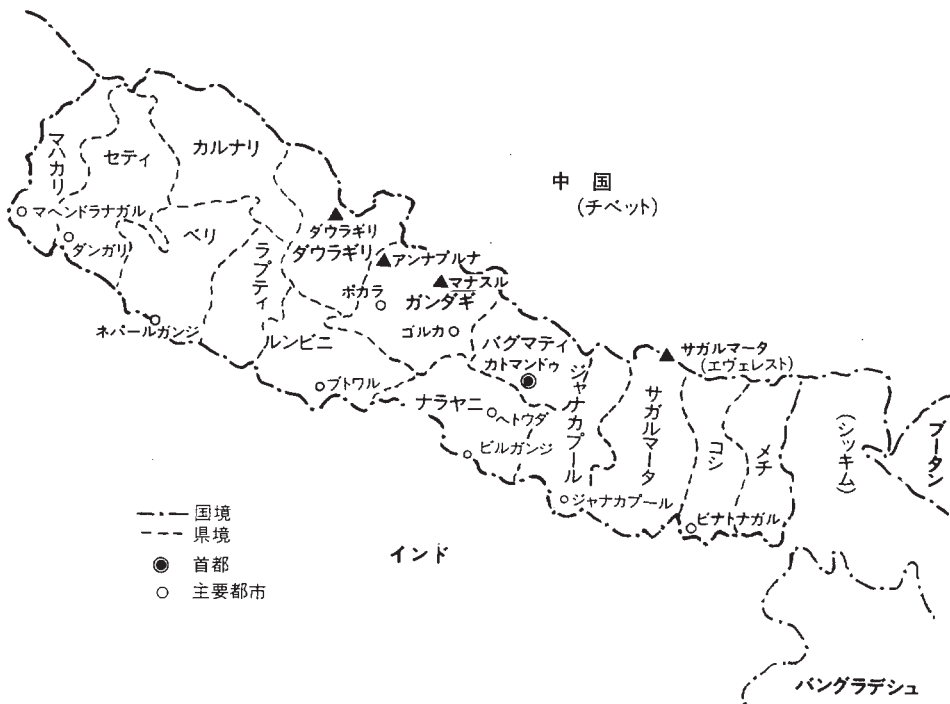 マハカリ
セティ
カルナリ
中国
(チベット)
マヘンドラナガル
ダンガリ
ベリ
ラプティ
ダウラギリ
ダウラギリ
アンナプルナ
マナスル
ポカラ
ガンダギ
ゴルカ
ネパールガンジ
ルンビニ
バグマティ
カトマンドゥ
サガルマータ
(エヴェレスト)
ブトワル
ナラヤニ
ヘトウダ
ジャナカプール
サガルマータ
コシ
メチ
(シッキム)
ブータン
ビルガンジ
ジャナカプール
ビナトナガル
国境
県境
首都
主要都市
インド
バングラデシュ